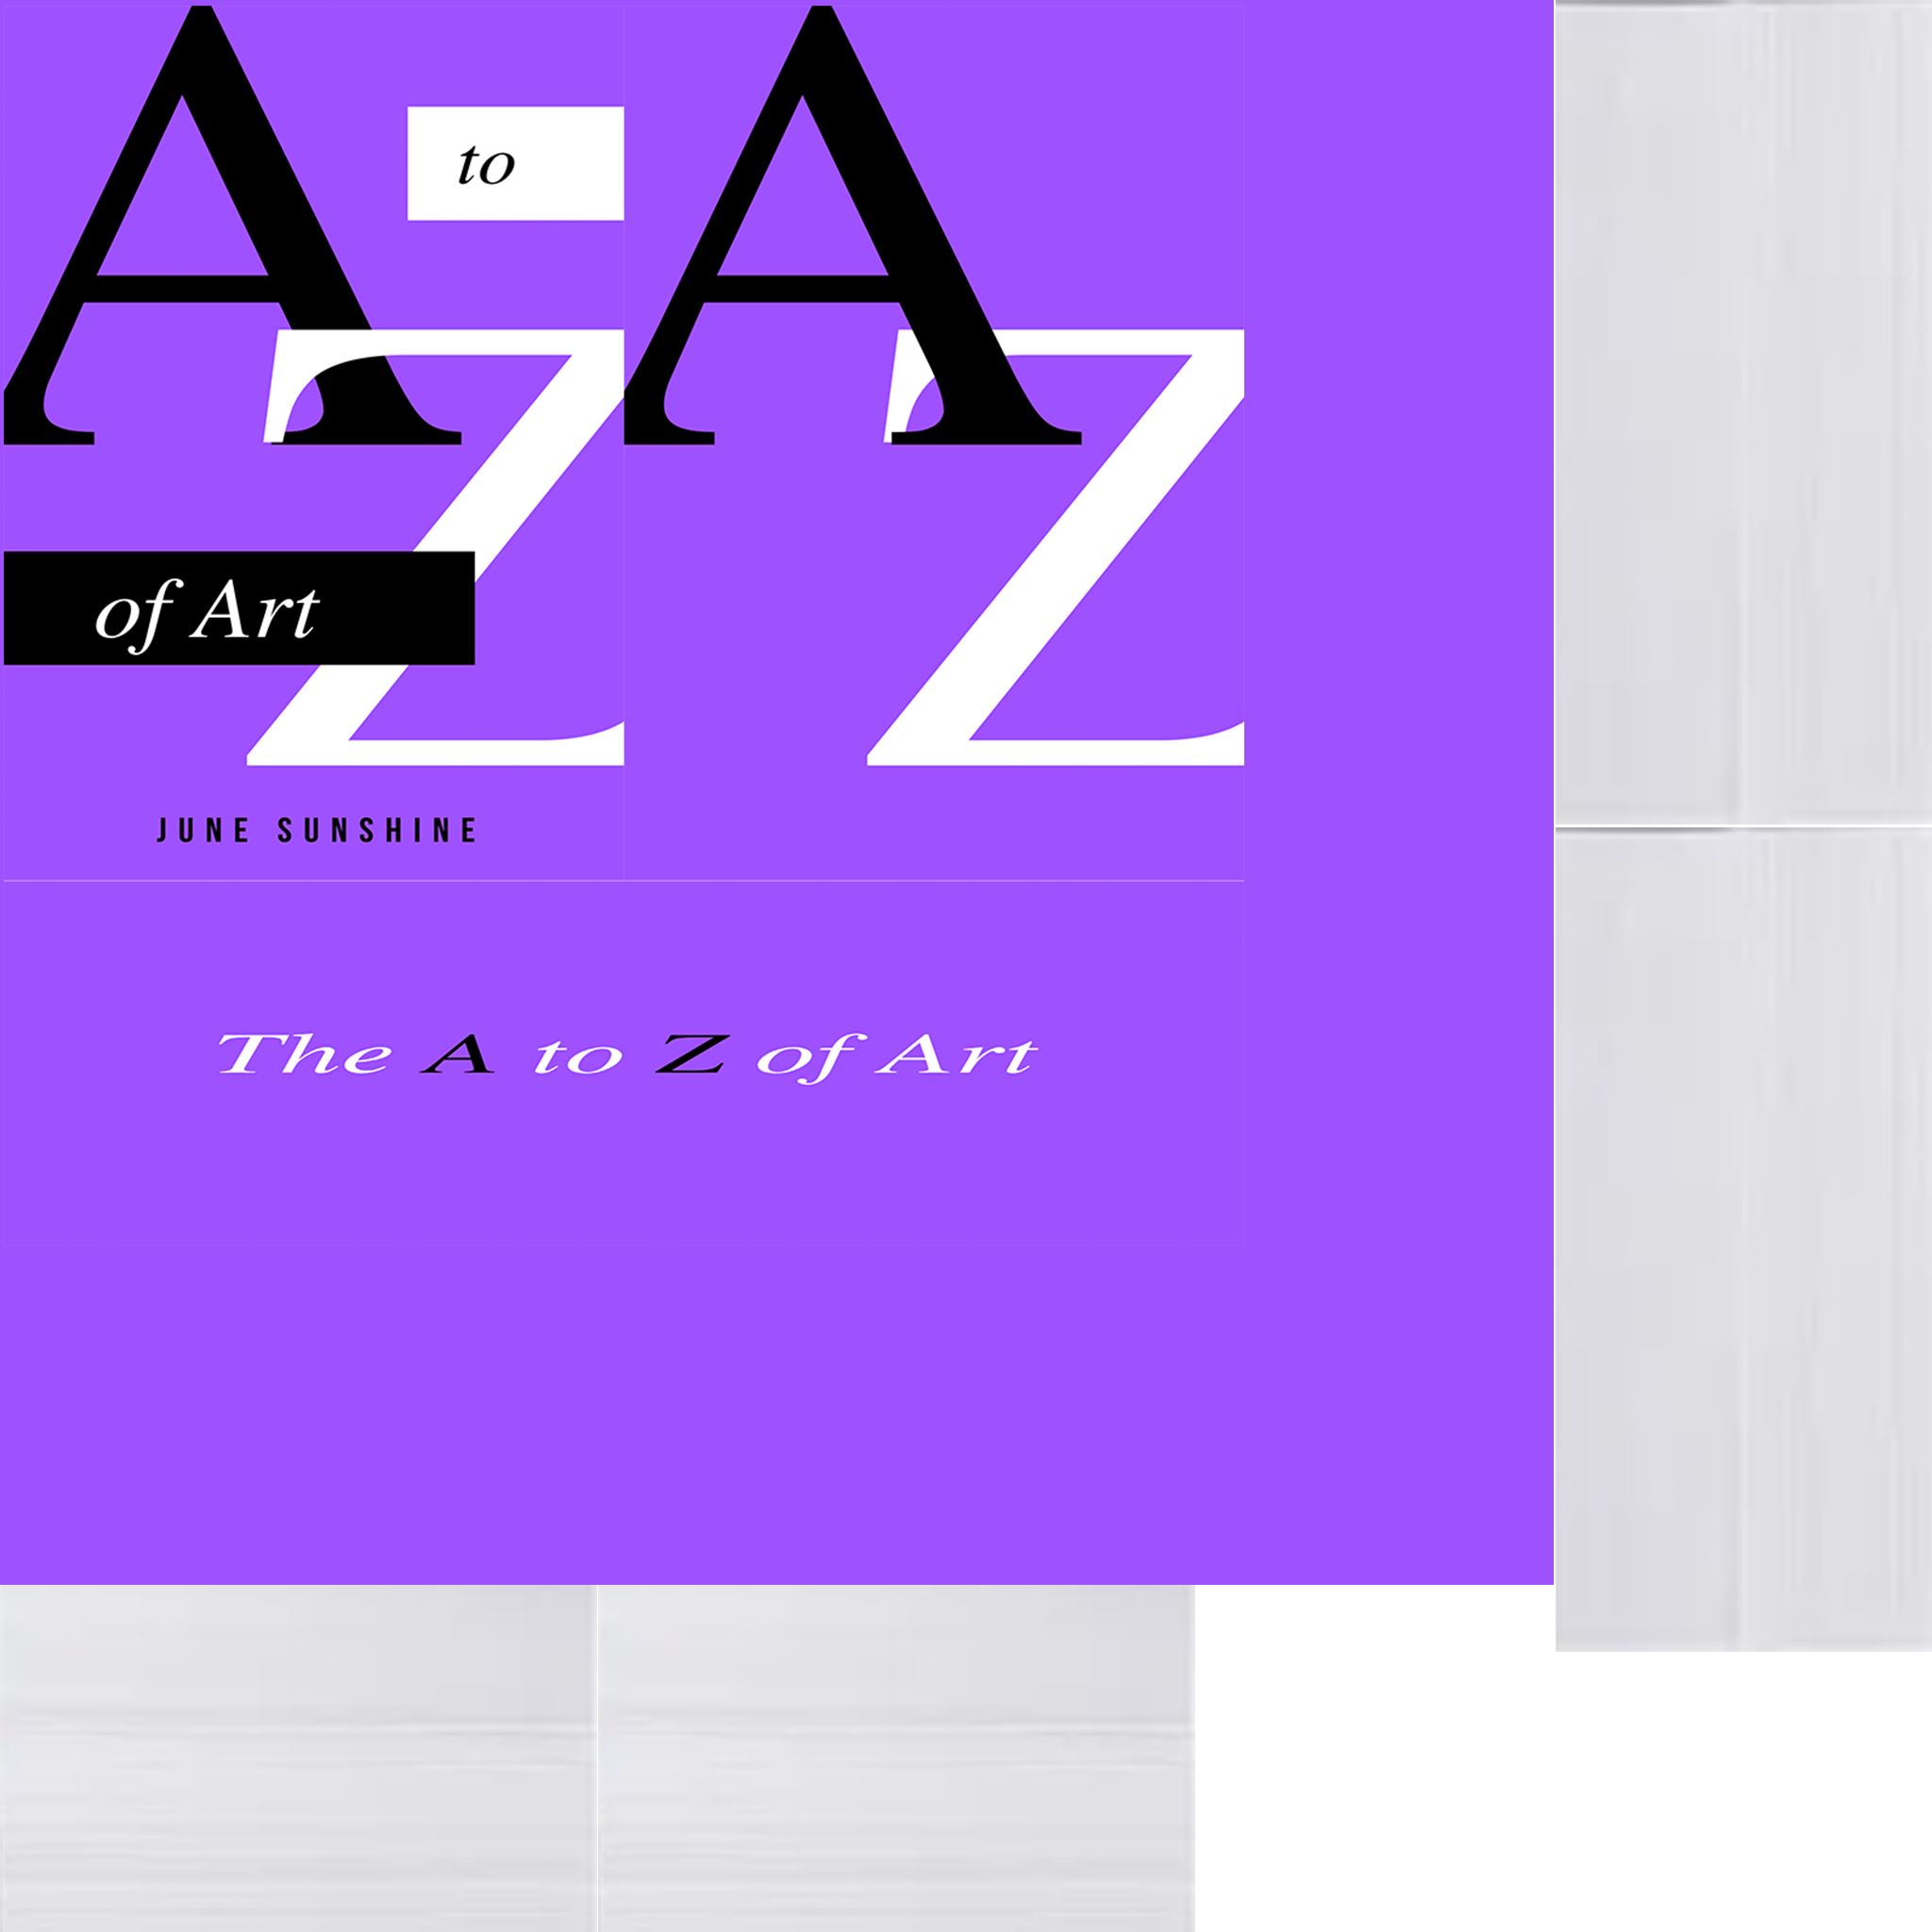 A
to
Z
of Art
JUNE SUNSHINE
A
Z
The A to Z of Art